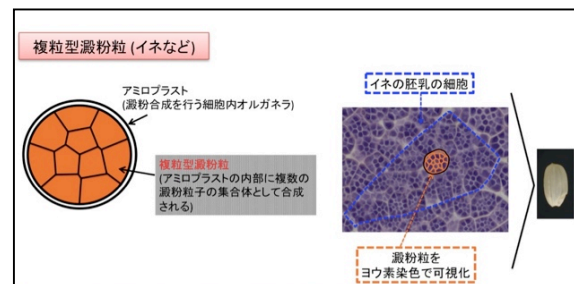 複粒型澱粉粒 (イネなど)
アミロプラスト
(澱粉合成を行う細胞内オルガネラ)
複粒型澱粉粒
(アミロプラストの内部に複数の
澱粉粒子の集合体として合成
される)
イネの胚乳の細胞
澱粉粒を
ヨウ素染色で可視化